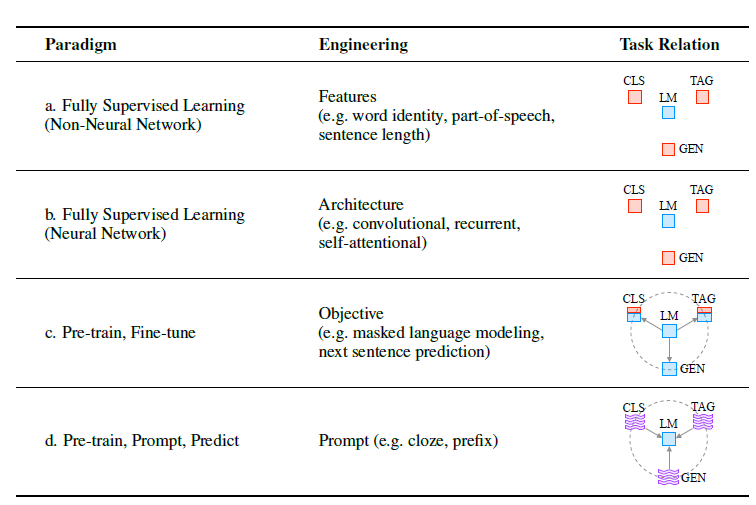 Paradigm Engineering Task Relation
a. Fully Supervised Learning
(Non-Neural Network)
Features
(e.g. word identity, part-of-speech,
sentence length)
CLS TAG
LM
GEN
b. Fully Supervised Learning
(Neural Network)
Architecture
(e.g. convolutional, recurrent,
self-attentional)
CLS TAG
LM
GEN
c. Pre-train, Fine-tune
Objective
(e.g. masked language modeling,
next sentence prediction)
CLS TAG
LM
GEN
d. Pre-train, Prompt, Predict
Prompt (e.g. cloze, prefix)
CLS TAG
LM
GEN